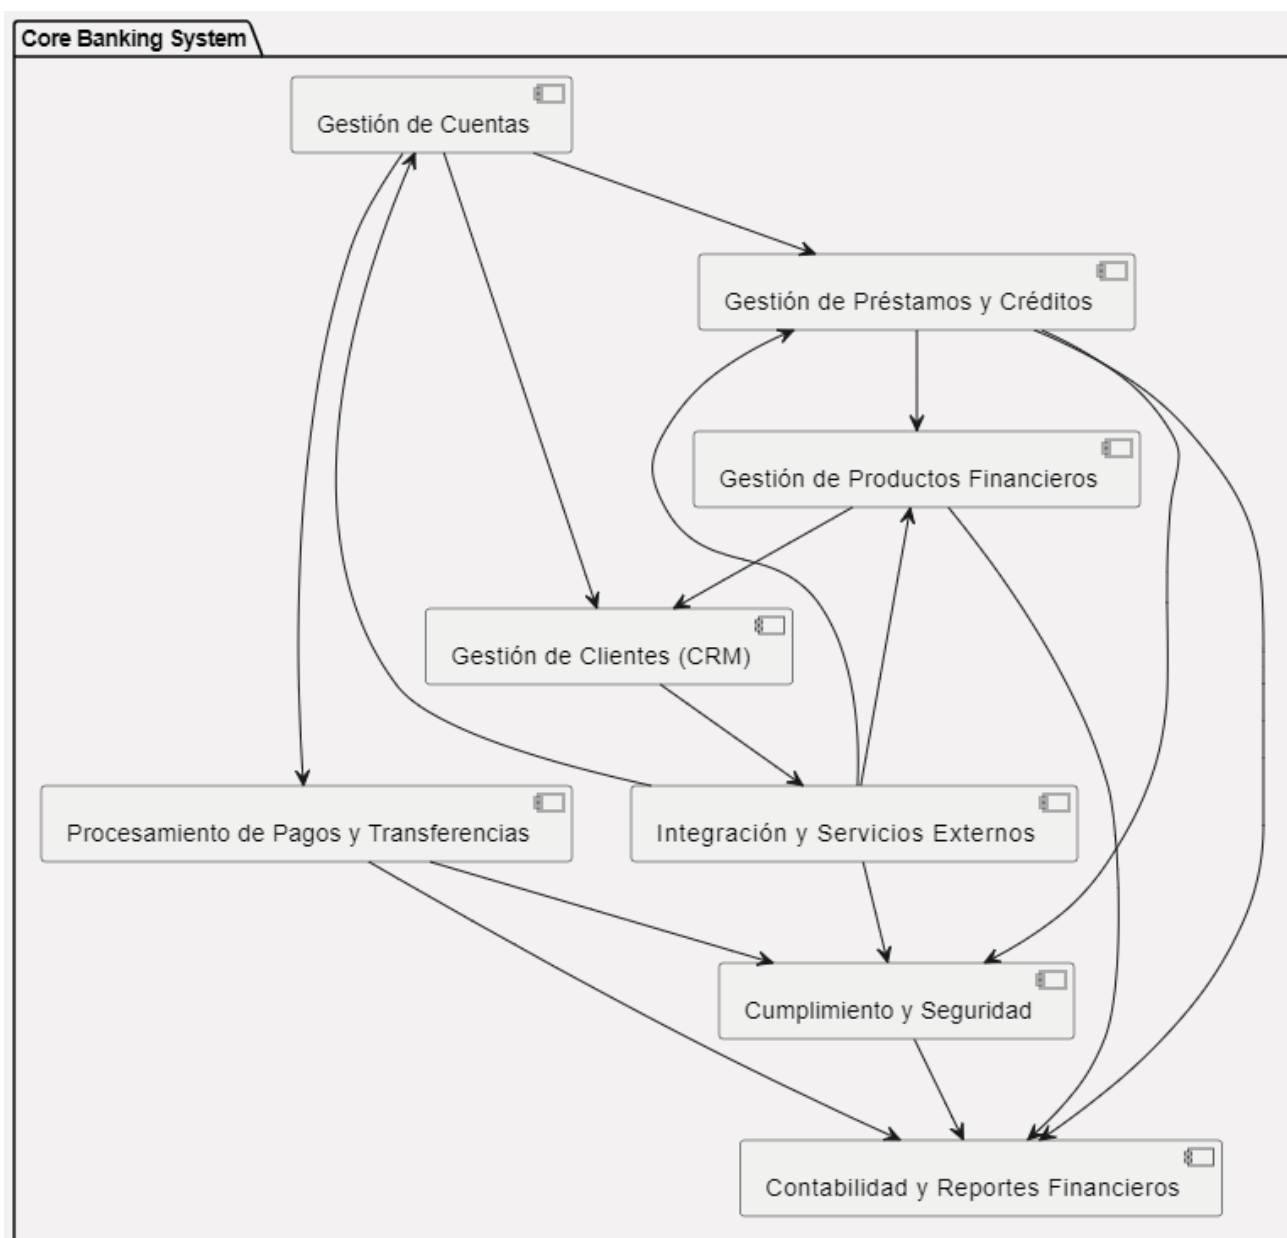 Core Banking System
Gestión de Cuentas
Gestión de Préstamos y Créditos
Gestión de Productos Financieros
Gestión de Clientes (CRM)
Procesamiento de Pagos y Transferencias
Integración y Servicios Externos
Cumplimiento y Seguridad
Contabilidad y Reportes Financieros